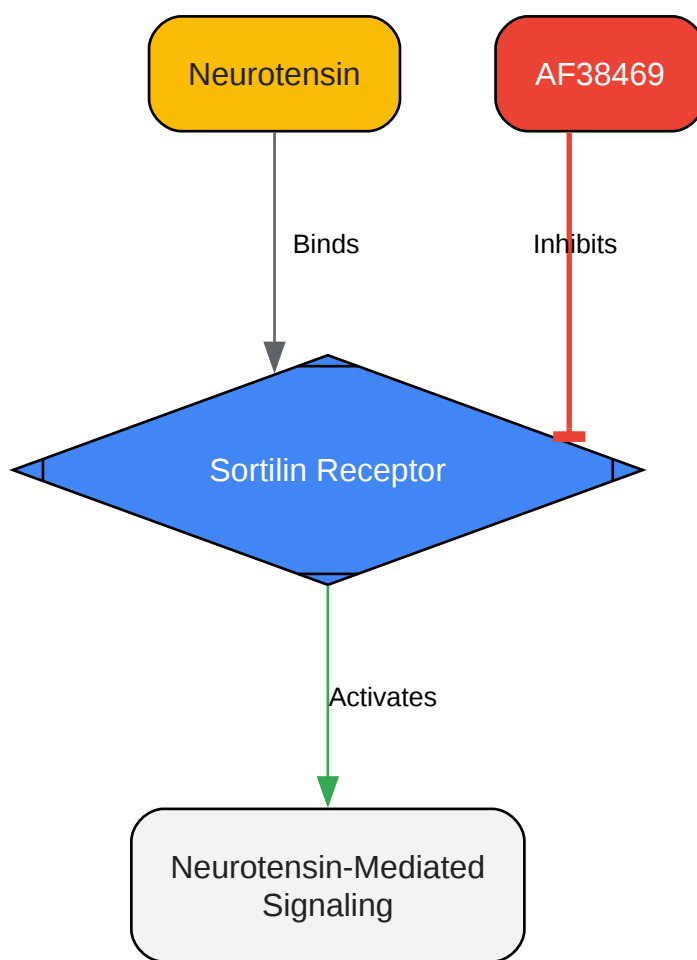 Neurotensin
AF38469
Binds
Inhibits
Sortilin Receptor
Activates
Neurotensin-Mediated
Signaling